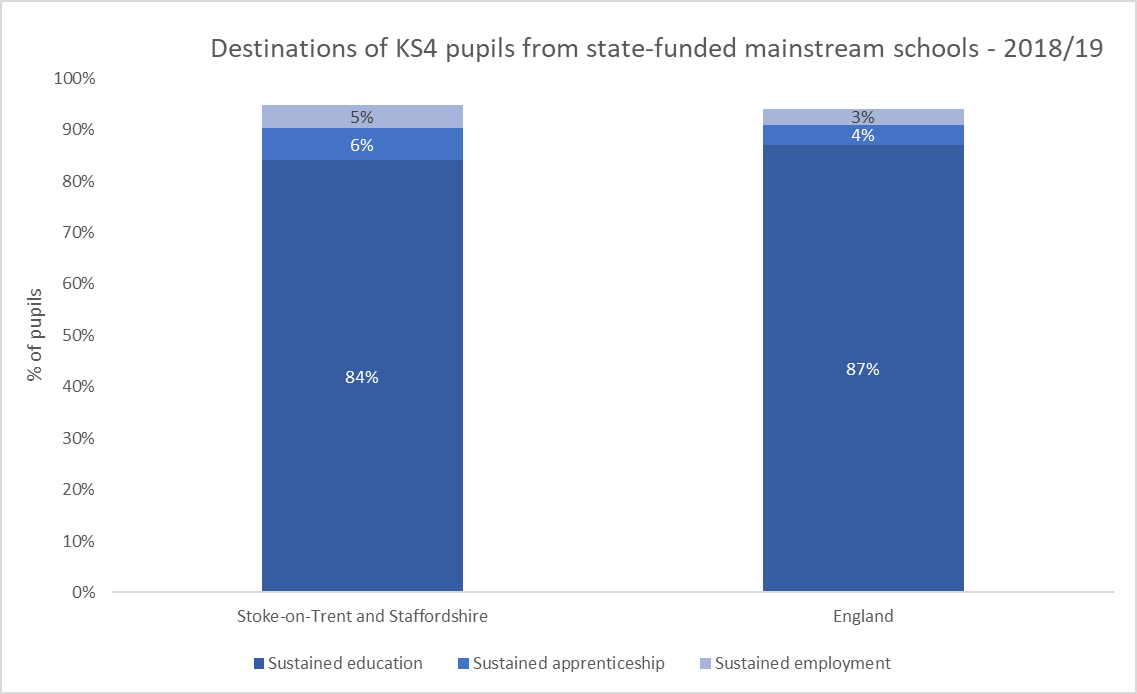 Destinations of KS4 pupils from state-funded mainstream schools - 2018/19
100%
90%
80%
70%
60%
50%
40%
30%
20%
10%
0%
% of pupils
5%
6%
84%
3%
4%
87%
Stoke-on-Trent and Staffordshire
England
Sustained education
Sustained apprenticeship
Sustained employment